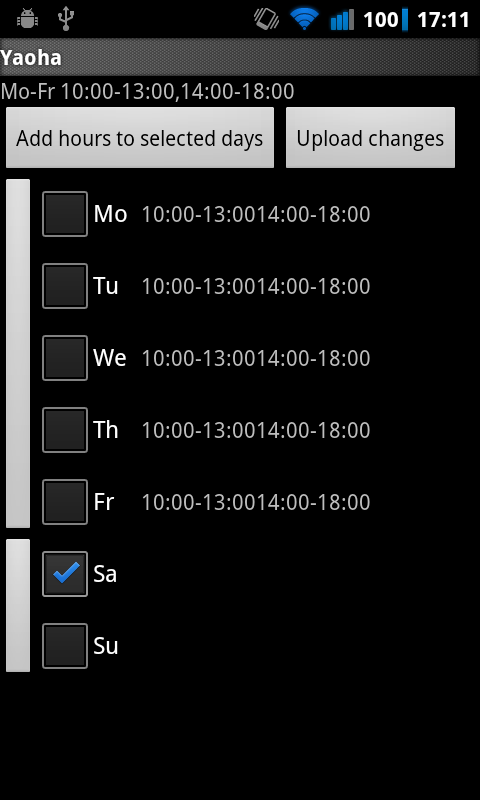 100 17:11
Yaoha
Mo-Fr 10:00-13:00,14:00-18:00
Add hours to selected days Upload changes
Mo 10:00-13:0014:00-18:00
Tu 10:00-13:0014:00-18:00
We 10:00-13:0014:00-18:00
Th 10:00-13:0014:00-18:00
Fr 10:00-13:0014:00-18:00
Sa
Su